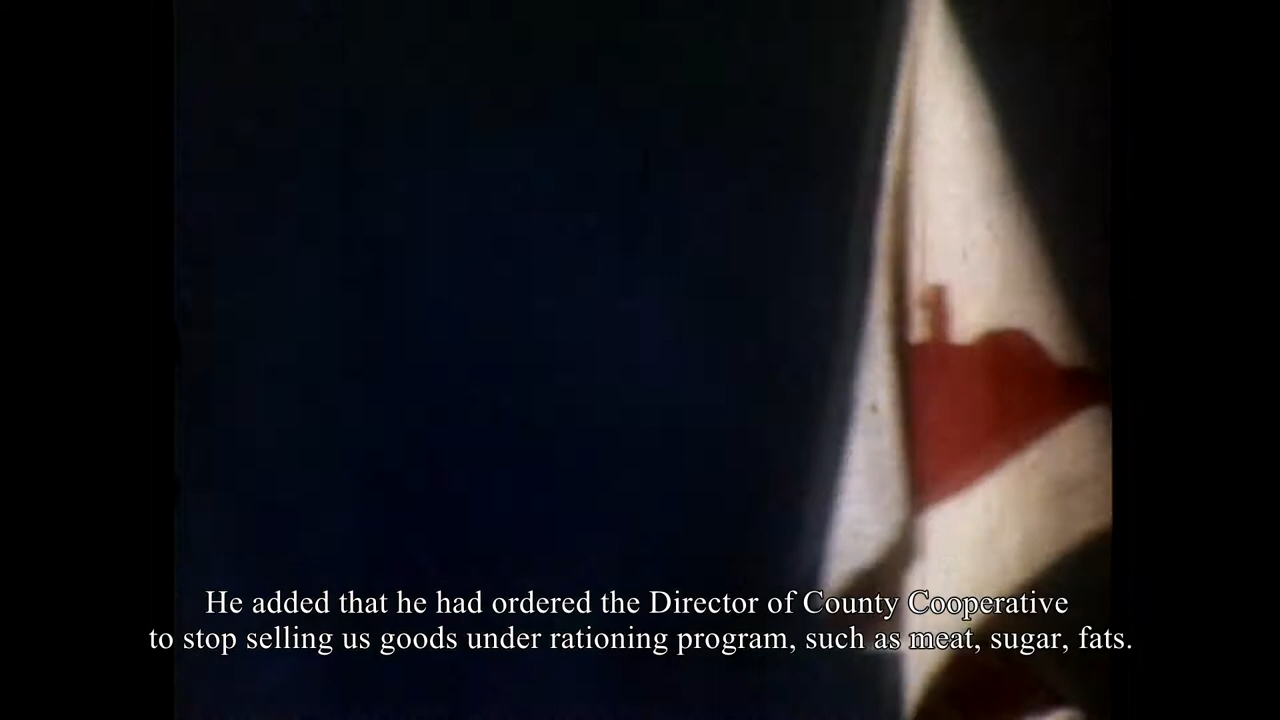 He added that he had ordered the Director of County Cooperative
to stop selling us goods under rationing program, such as meat, sugar, fats.